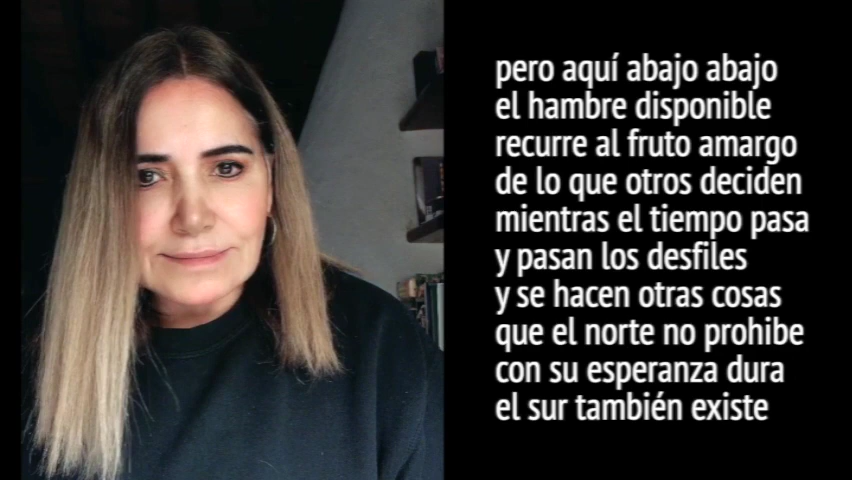 pero aquí abajo abajo
el hambre disponible
recurre al fruto amargo
de lo que otros deciden
mientras el tiempo pasa
y pasan los desfiles
y se hacen otras cosas
que el norte no prohibe
con su esperanza dura
el sur también existe